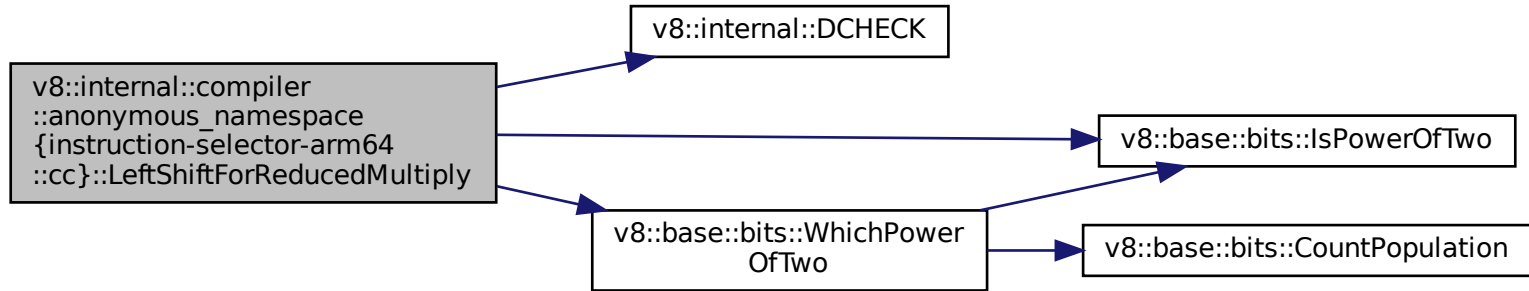 v8::internal::DCHECK
v8::internal::compiler
::anonymous_namespace
{instruction-selector-arm64
::cc}::LeftShiftForReducedMultiply
v8::base::bits::IsPowerOfTwo
v8::base::bits::WhichPower
OfTwo
v8::base::bits::CountPopulation